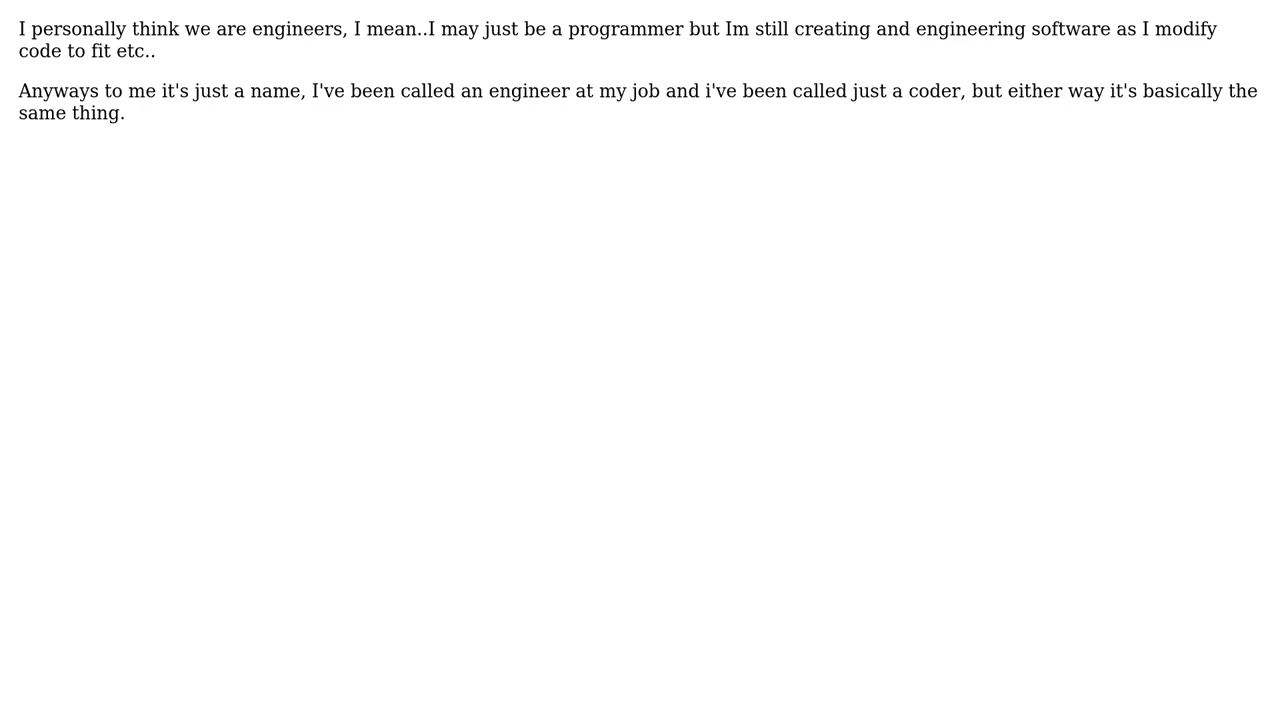 I personally think we are engineers, I mean..I may just be a programmer but Im still creating and engineering software as I modify
code to fit etc..
Anyways to me it's just a name, I've been called an engineer at my job and i've been called just a coder, but either way it's basically the
same thing.